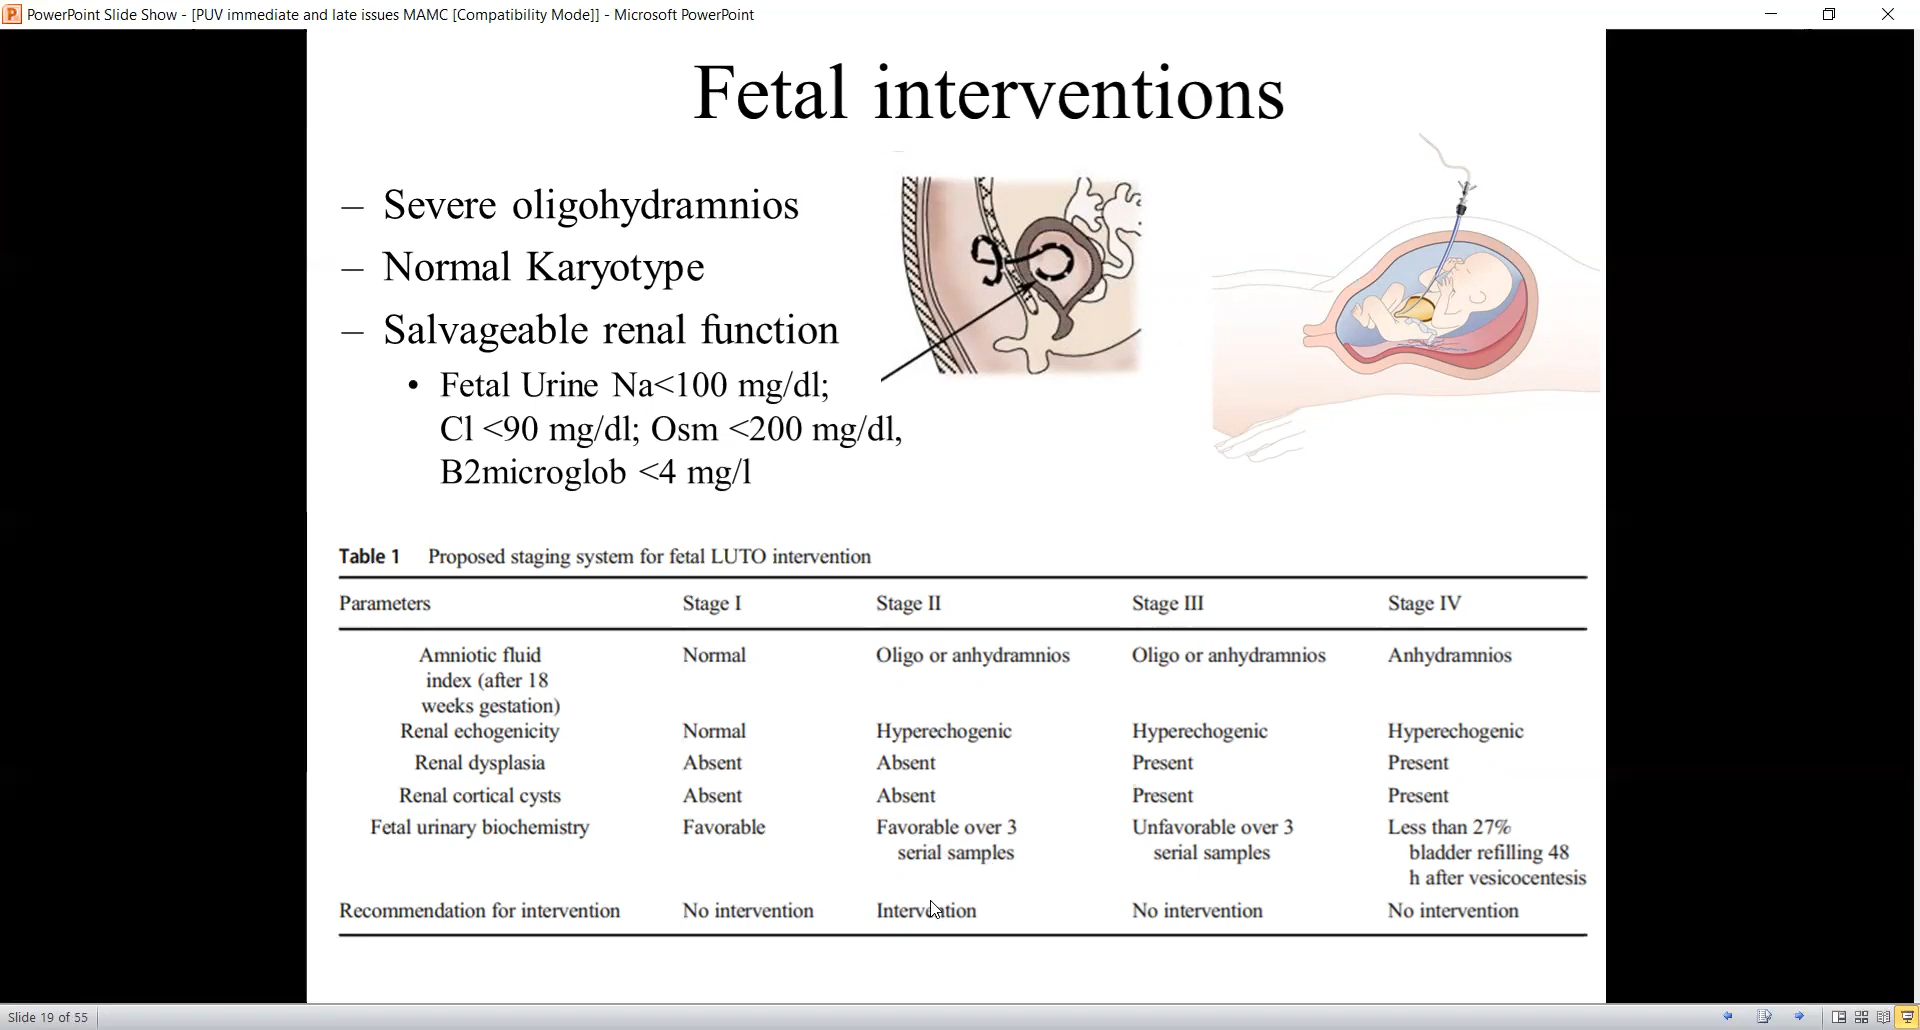 PowerPoint Slide Show - [PUV immediate and late issues MAMC [Compatibility Mode]] - Microsoft PowerPoint
Fetal interventions
– Severe oligohydramnios
– Normal Karyotype
– Salvageable renal function
• Fetal Urine Na<100 mg/dl;
Cl <90 mg/dl; Osm <200 mg/dl,
B2microglob <4 mg/l
Table 1 Proposed staging system for fetal LUTO intervention
Parameters Stage I Stage II Stage III Stage IV
Amniotic fluid Normal Oligo or anhydramnios Oligo or anhydramnios Anhydramnios
index (after 18
weeks gestation)
Renal echogenicity Normal Hyperechogenic Hyperechogenic Hyperechogenic
Renal dysplasia Absent Absent Present Present
Renal cortical cysts Absent Absent Present Present
Fetal urinary biochemistry Favorable Favorable over 3 Unfavorable over 3 Less than 27%
serial samples serial samples bladder refilling 48
h after vesicocentesis
Recommendation for intervention No intervention Intervention No intervention No intervention
Slide 19 of 55